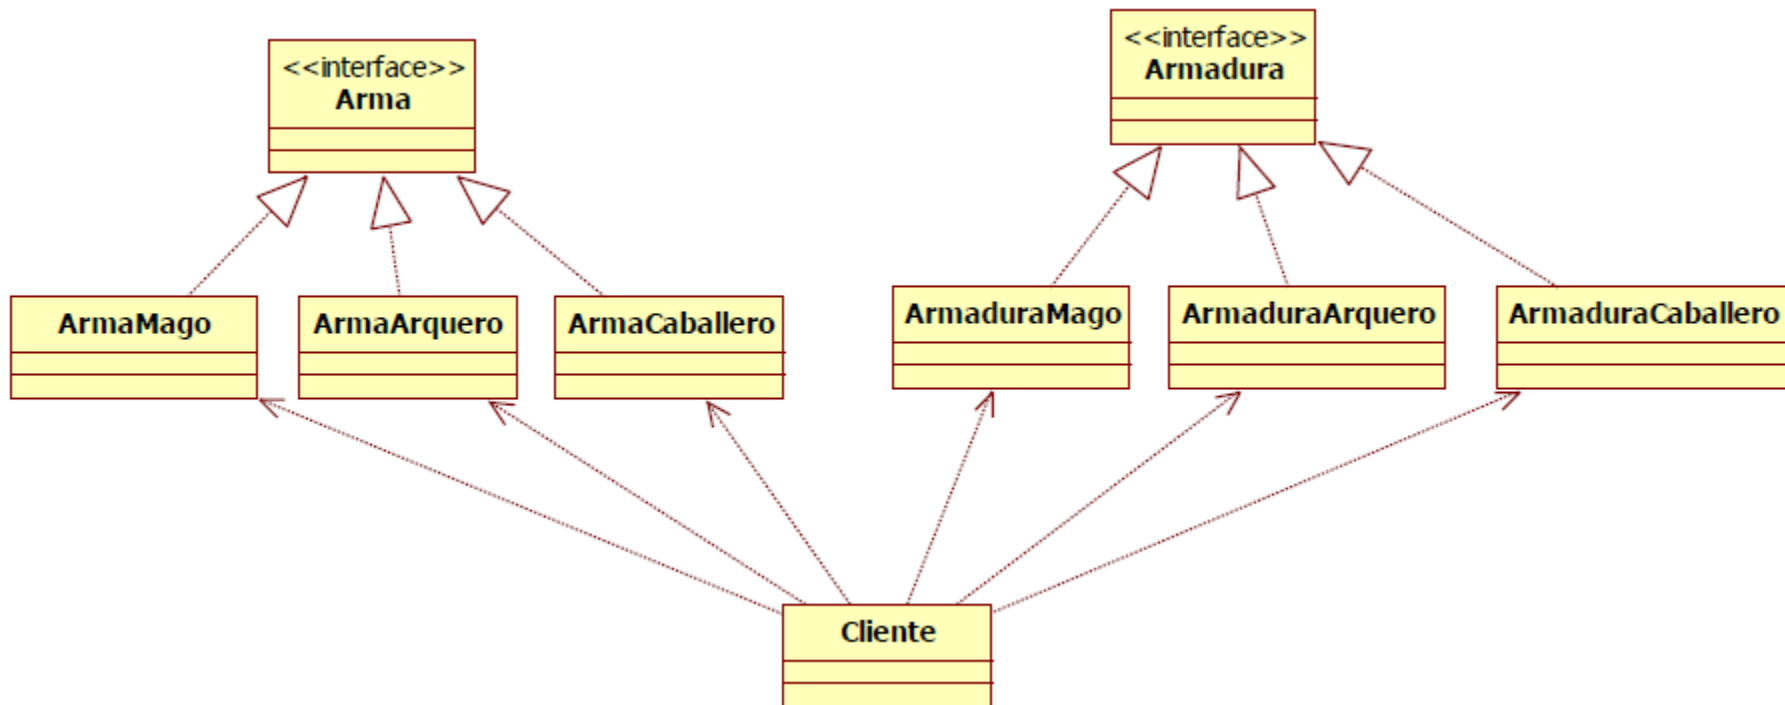 <<interface>>
Arma
<<interface>>
Armadura
ArmaMago
ArmaArquero
ArmaCaballero
ArmaduraMago
ArmaduraArquero
ArmaduraCaballero
Cliente